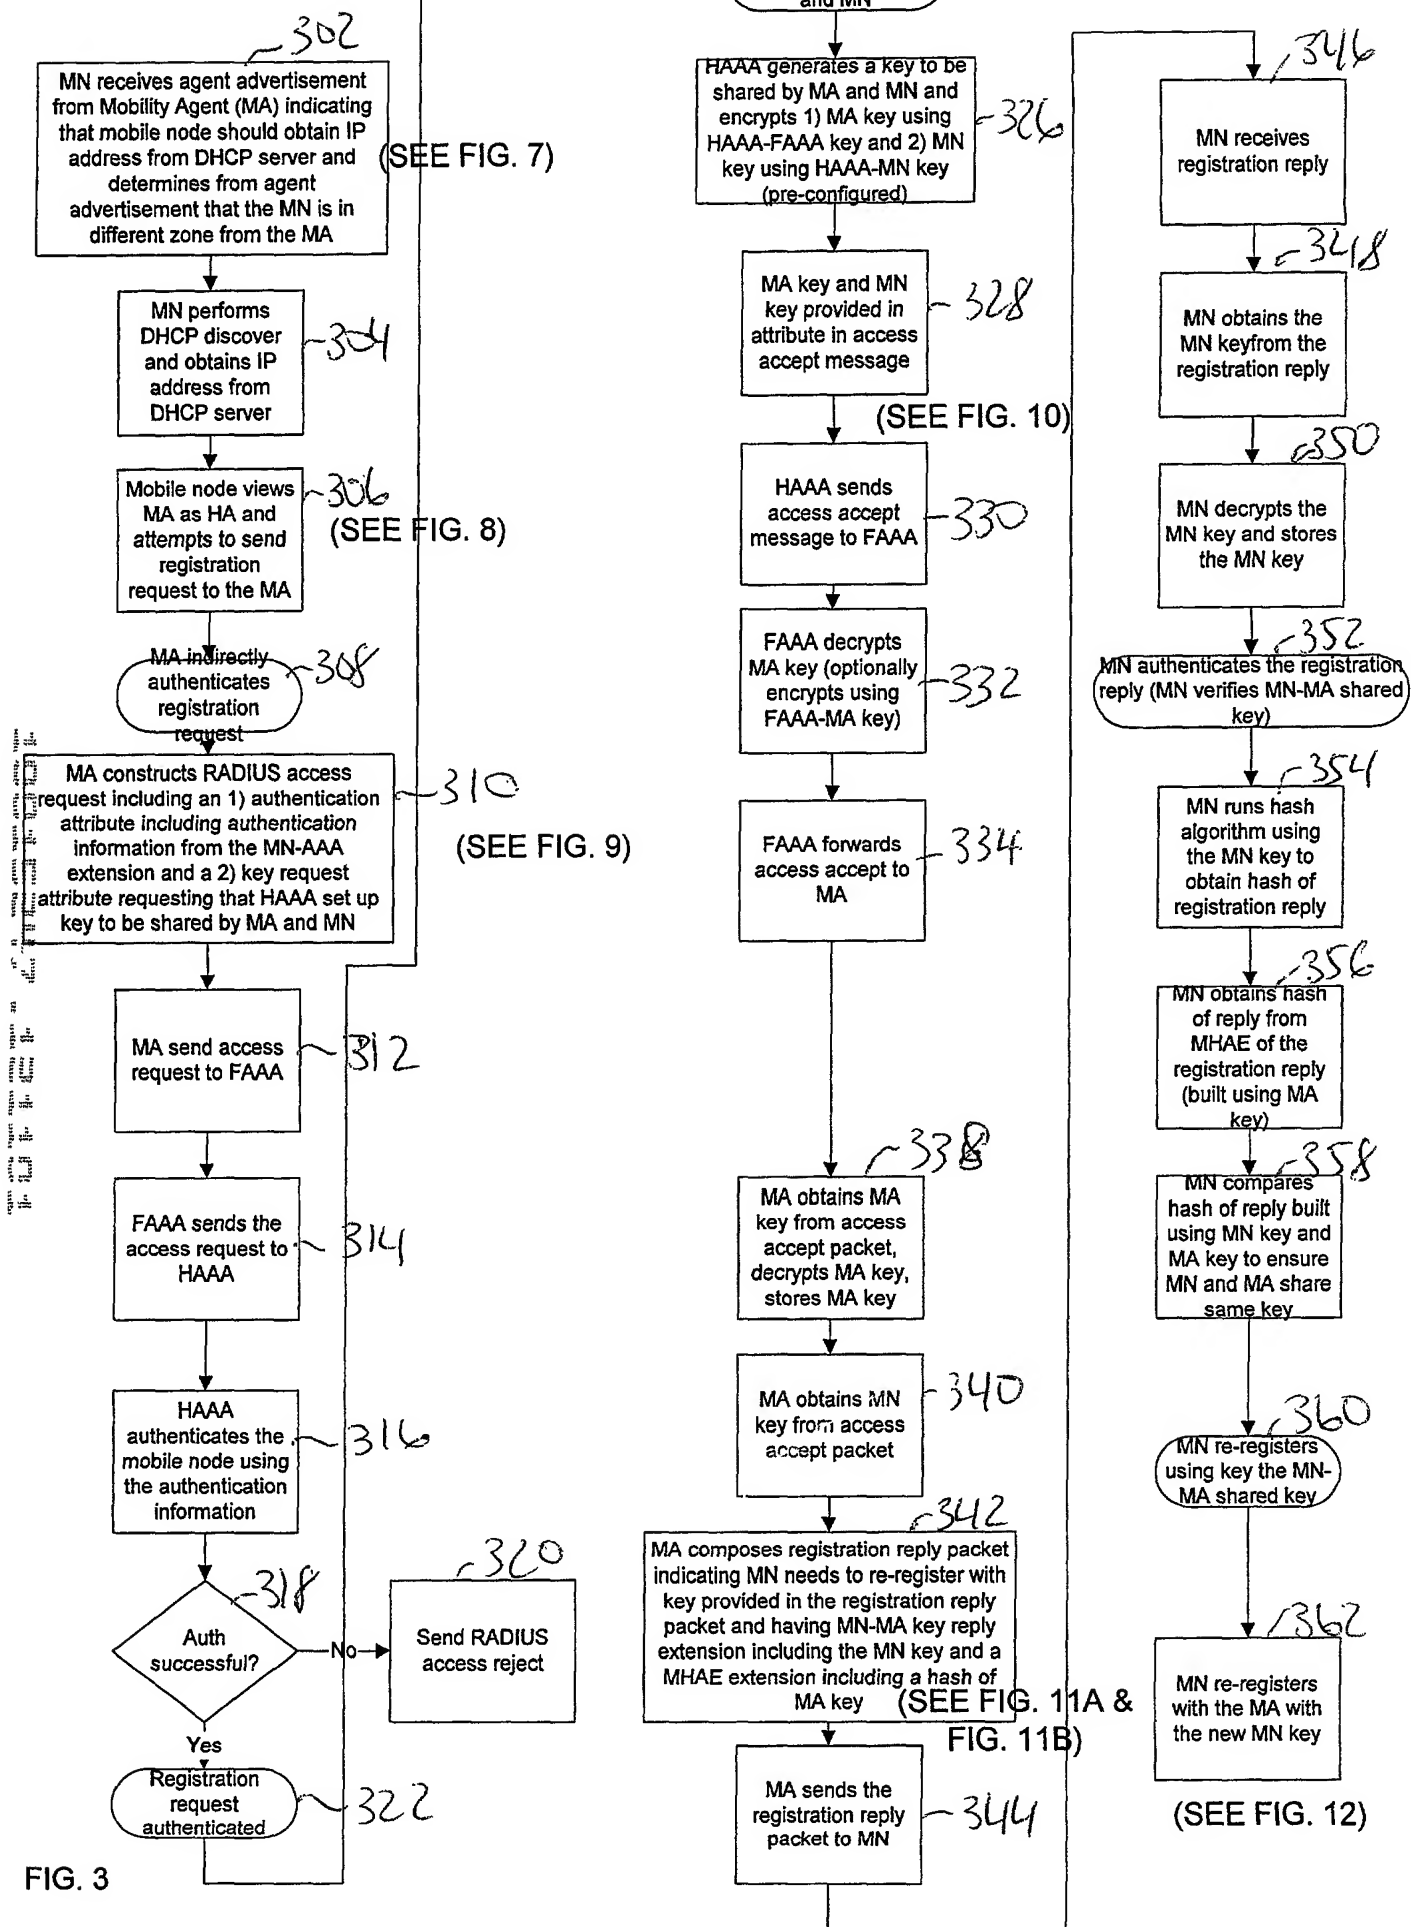 302
MN receives agent advertisement
from Mobility Agent (MA) indicating
that mobile node should obtain IP
address from DHCP server and
determines from agent
advertisement that the MN is in
different zone from the MA
(SEE FIG. 7)
MN performs
DHCP discover
and obtains IP
address from
DHCP server
304
Mobile node views
MA as HA and
attempts to send
registration
request to the MA
306
(SEE FIG. 8)
MA indirectly
authenticates
registration
request
308
MA constructs RADIUS access
request including an 1) authentication
attribute including authentication
information from the MN-AAA
extension and a 2) key request
attribute requesting that HAAA set up
key to be shared by MA and MN
310
(SEE FIG. 9)
MA send access
request to FAAA
312
FAAA sends the
access request to
HAAA
314
HAAA
authenticates the
mobile node using
the authentication
information
316
Auth
successful?
318
No
320
Send RADIUS
access reject
Yes
Registration
request
authenticated
322
FIG. 3
and MN
HAAA generates a key to be
shared by MA and MN and
encrypts 1) MA key using
HAAA-FAAA key and 2) MN
key using HAAA-MN key
(pre-configured)
326
MA key and MN
key provided in
attribute in access
accept message
328
(SEE FIG. 10)
HAAA sends
access accept
message to FAAA
330
FAAA decrypts
MA key (optionally
encrypts using
FAAA-MA key)
332
FAAA forwards
access accept to
MA
334
338
MA obtains MA
key from access
accept packet,
decrypts MA key,
stores MA key
MA obtains MN
key from access
accept packet
340
342
MA composes registration reply packet
indicating MN needs to re-register with
key provided in the registration reply
packet and having MN-MA key reply
extension including the MN key and a
MHAE extension including a hash of
MA key
(SEE FIG. 11A &
FIG. 11B)
MA sends the
registration reply
packet to MN
344
346
MN receives
registration reply
348
MN obtains the
MN keyfrom the
registration reply
350
MN decrypts the
MN key and stores
the MN key
352
MN authenticates the registration
reply (MN verifies MN-MA shared
key)
354
MN runs hash
algorithm using
the MN key to
obtain hash of
registration reply
356
MN obtains hash
of reply from
MHAE of the
registration reply
(built using MA
key)
358
MN compares
hash of reply built
using MN key and
MA key to ensure
MN and MA share
same key
360
MN re-registers
using key the MN-
MA shared key
362
MN re-registers
with the MA with
the new MN key
(SEE FIG. 12)